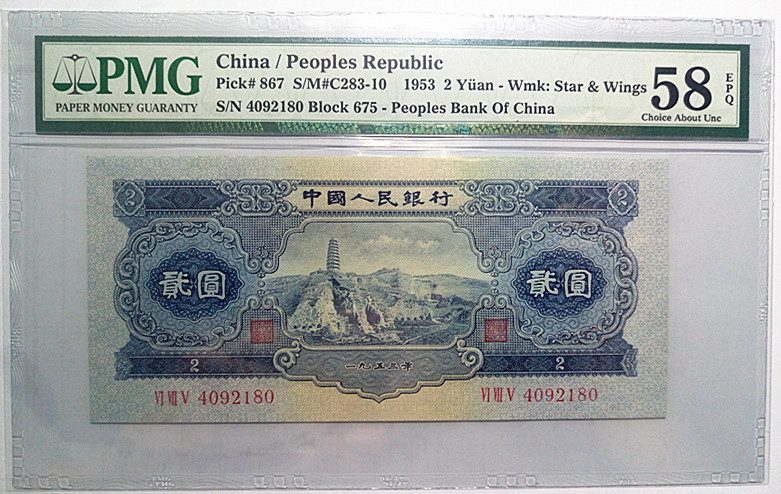 PMG
PAPER MONEY GUARANTY
China / Peoples Republic
Pick# 867 S/M#C283-10 1953 2 Yüan - Wmk: Star & Wings
S/N 4092180 Block 675 - Peoples Bank Of China
58 EPQ
Choice About Unc
2 中國人民銀行 2
貳圓 貳圓
2 一九五三年 2
VI VII V 4092180 VI VII V 4092180